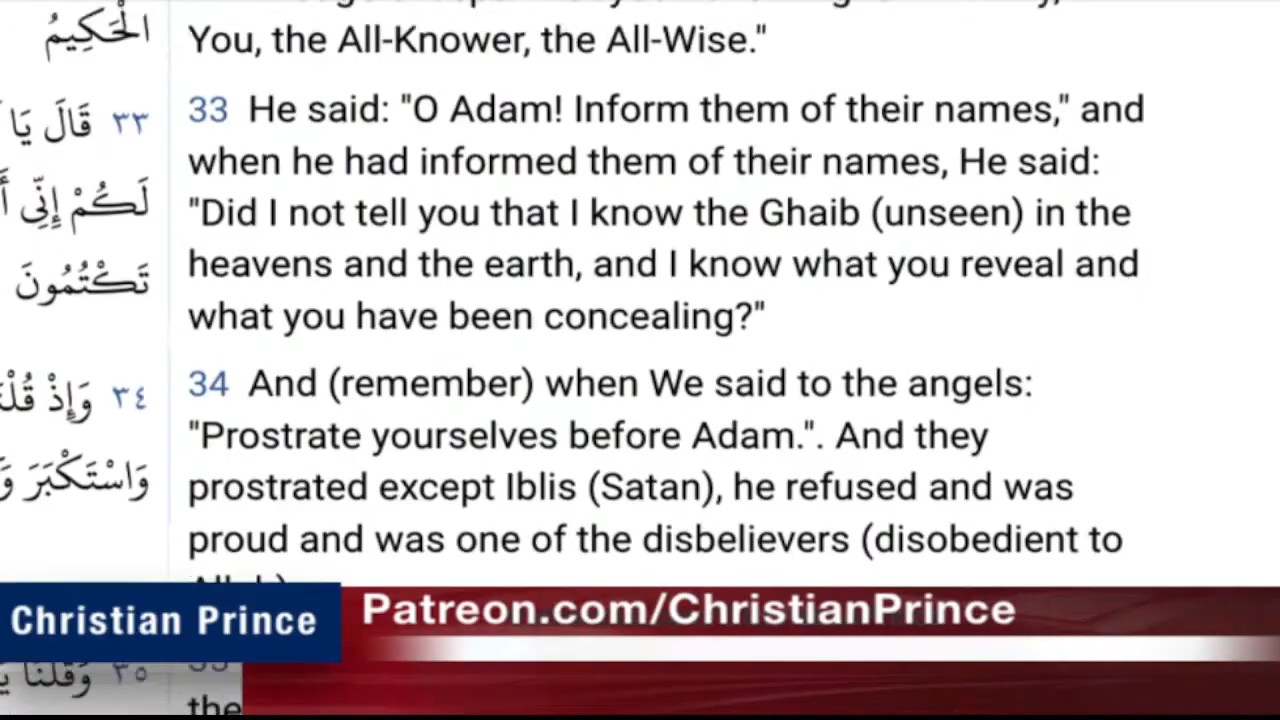 الْحَكِيمُ
You, the All-Knower, the All-Wise."
٣٣ قَالَ يَا
لَكُمْ إِنِّي
تَكْتُمُونَ
33 He said: "O Adam! Inform them of their names," and
when he had informed them of their names, He said:
"Did I not tell you that I know the Ghaib (unseen) in the
heavens and the earth, and I know what you reveal and
what you have been concealing?"
٣٤ وَإِذْ
وَاسْتَكْبَرَ
34 And (remember) when We said to the angels:
"Prostrate yourselves before Adam.". And they
prostrated except Iblis (Satan), he refused and was
proud and was one of the disbelievers (disobedient to
Christian Prince
Patreon.com/ChristianPrince
٣٥ وَقُلْنَا
the